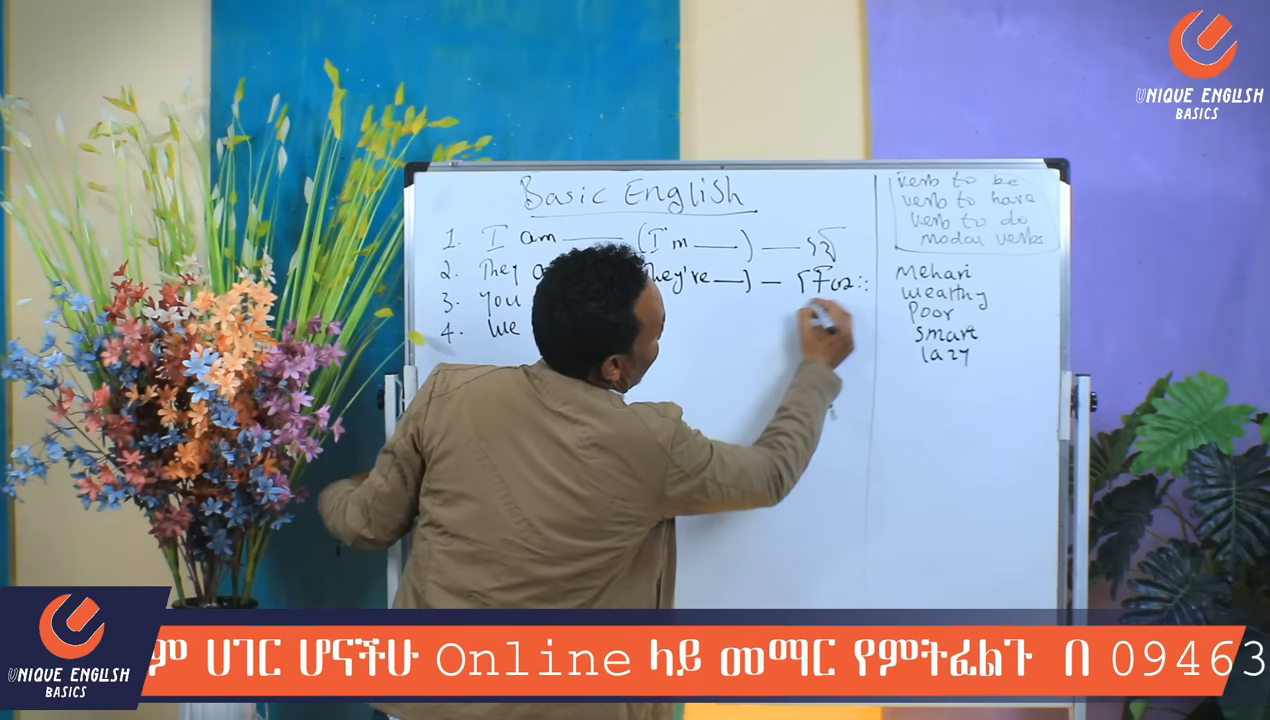 UNIQUE ENGLISH
BASICS
Basic English
1. I am ___ (I'm ___) — ነኝ
2. They They're ___) — ናቸው::
3. You
4. We
verb to be
verb to have
verb to do
modal verbs
Mehari
wealthy
Poor
smart
lazy
UNIQUE ENGLISH
BASICS
ም ሀገር ሆናችሁ Online ላይ መማር የምትፈልጉ በ 09463